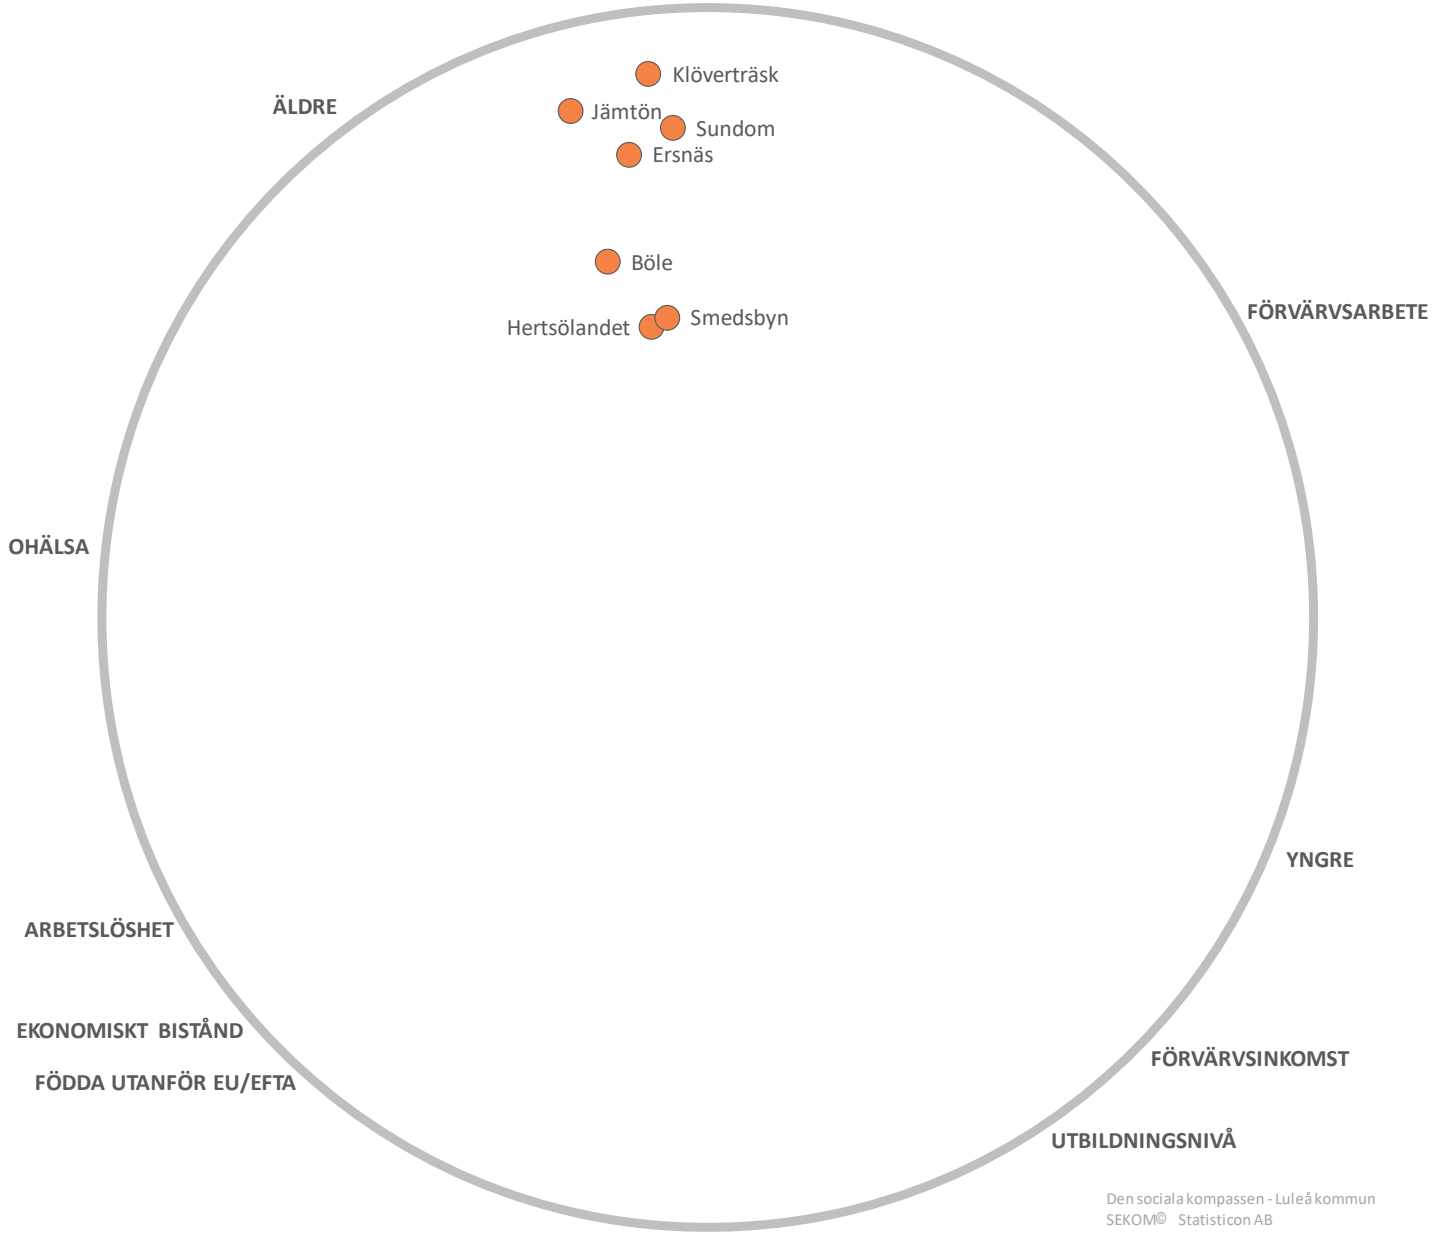 Klöverträsk
ÄLDRE
Jämtön
Sundom
Ersnäs
Böle
FÖRVÄRVSARBETE
Hertsölandet
Smedsbyn
OHÄLSA
YNGRE
ARBETSLÖSHET
EKONOMISKT BISTÅND
FÖRVÄRVSINKOMST
FÖDDA UTANFÖR EU/EFTA
UTBILDNINGSNIVÅ
Den sociala kompassen - Luleå kommun
SEKOM© Statisticon AB